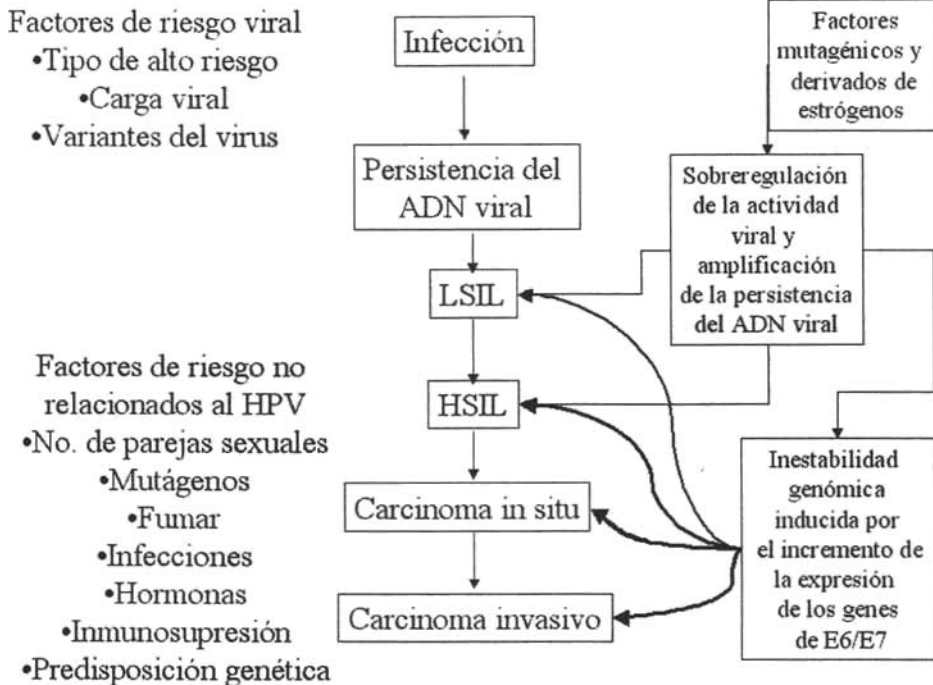 Factores de riesgo viral
•Tipo de alto riesgo
•Carga viral
•Variantes del virus
Infección
Factores
mutagénicos y
derivados de
estrógenos
Persistencia del
ADN viral
Sobreregulación
de la actividad
viral y
amplificación
de la persistencia
del ADN viral
LSIL
Factores de riesgo no
relacionados al HPV
•No. de parejas sexuales
•Mutágenos
•Fumar
•Infecciones
•Hormonas
•Inmunosupresión
•Predisposición genética
HSIL
Carcinoma in situ
Carcinoma invasivo
Inestabilidad
genómica
inducida por
el incremento de
la expresión
de los genes
de E6/E7